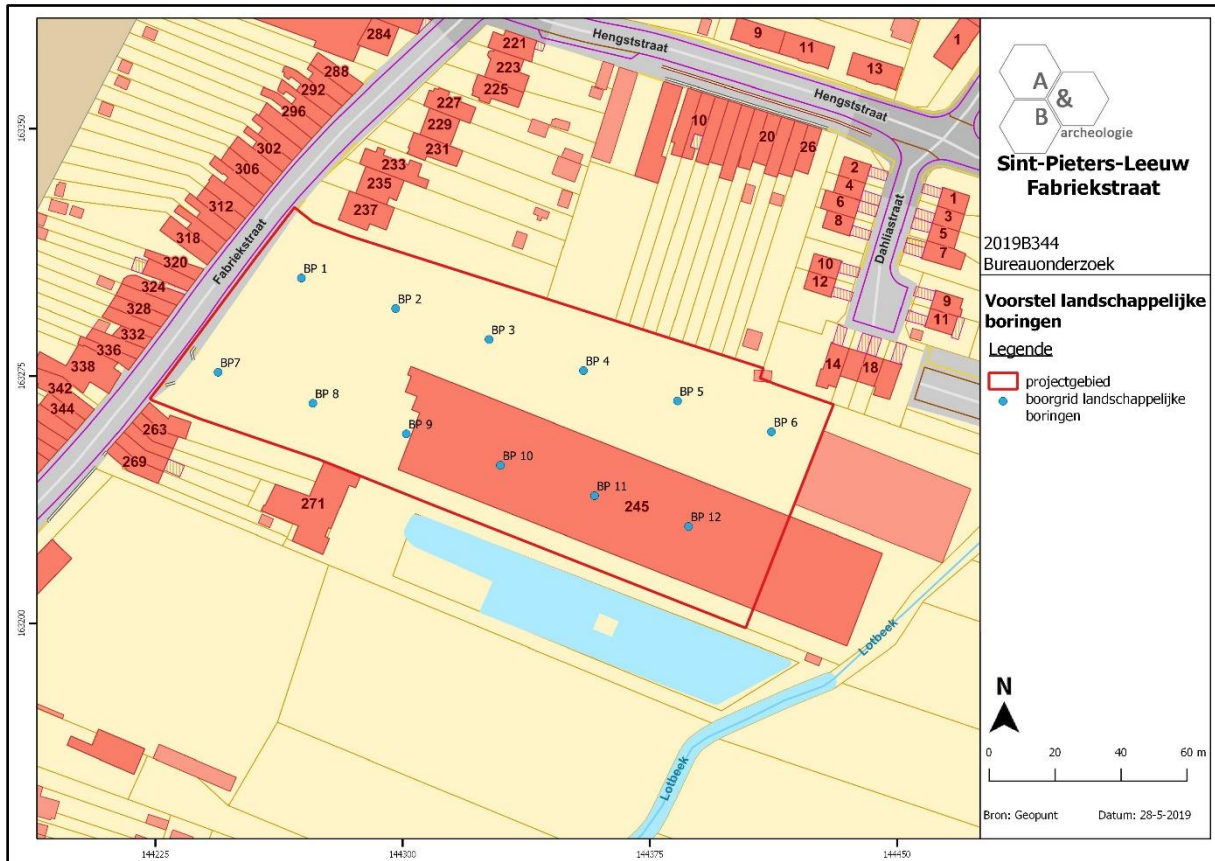 284
288
292
296
302
306
312
318
320
324
328
332
336
338
342
344
221
223
225
227
229
231
233
235
237
Hengststraat
Hengststraat
9
11
13
1
10
20
26
2
4
6
8
10
12
14
18
1
3
5
7
9
11
Dahliastraat
Fabriekstraat
BP 1
BP 2
BP 3
BP 4
BP 5
BP 6
BP7
BP 8
BP 9
BP 10
BP 11
BP 12
245
263
269
271
Lotbeek
Lotbeek
163350
163275
163200
144225
144300
144375
144450
A
&
B
archeologie
Sint-Pieters-Leeuw
Fabriekstraat
2019B344
Bureauonderzoek
Voorstel landschappelijke
boringen
Legende
projectgebied
boorgrid landschappelijke
boringen
N
0 20 40 60 m
Bron: Geopunt Datum: 28-5-2019